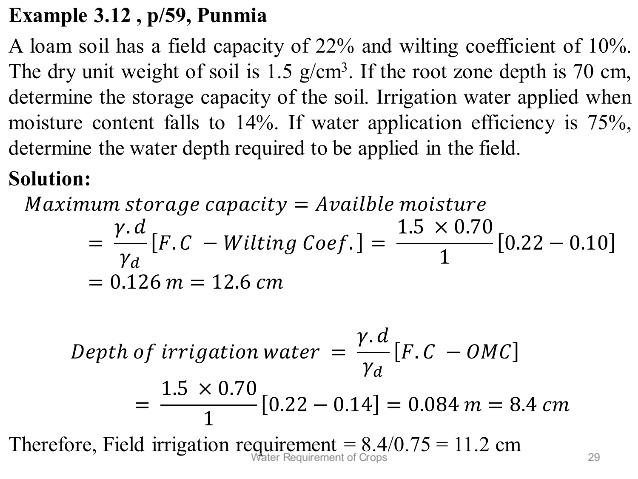 Example 3.12 , p/59, Punmia
A loam soil has a field capacity of 22% and wilting coefficient of 10%.
The dry unit weight of soil is 1.5 g/cm³. If the root zone depth is 70 cm,
determine the storage capacity of the soil. Irrigation water applied when
moisture content falls to 14%. If water application efficiency is 75%,
determine the water depth required to be applied in the field.
Solution:
Maximum storage capacity = Availble moisture
= γ.d / γd [F.C − Wilting Coef.] = 1.5 × 0.70 / 1 [0.22 − 0.10]
= 0.126 m = 12.6 cm
Depth of irrigation water = γ.d / γd [F.C − OMC]
= 1.5 × 0.70 / 1 [0.22 − 0.14] = 0.084 m = 8.4 cm
Therefore, Field irrigation requirement = 8.4/0.75 = 11.2 cm
Water Requirement of Crops 29